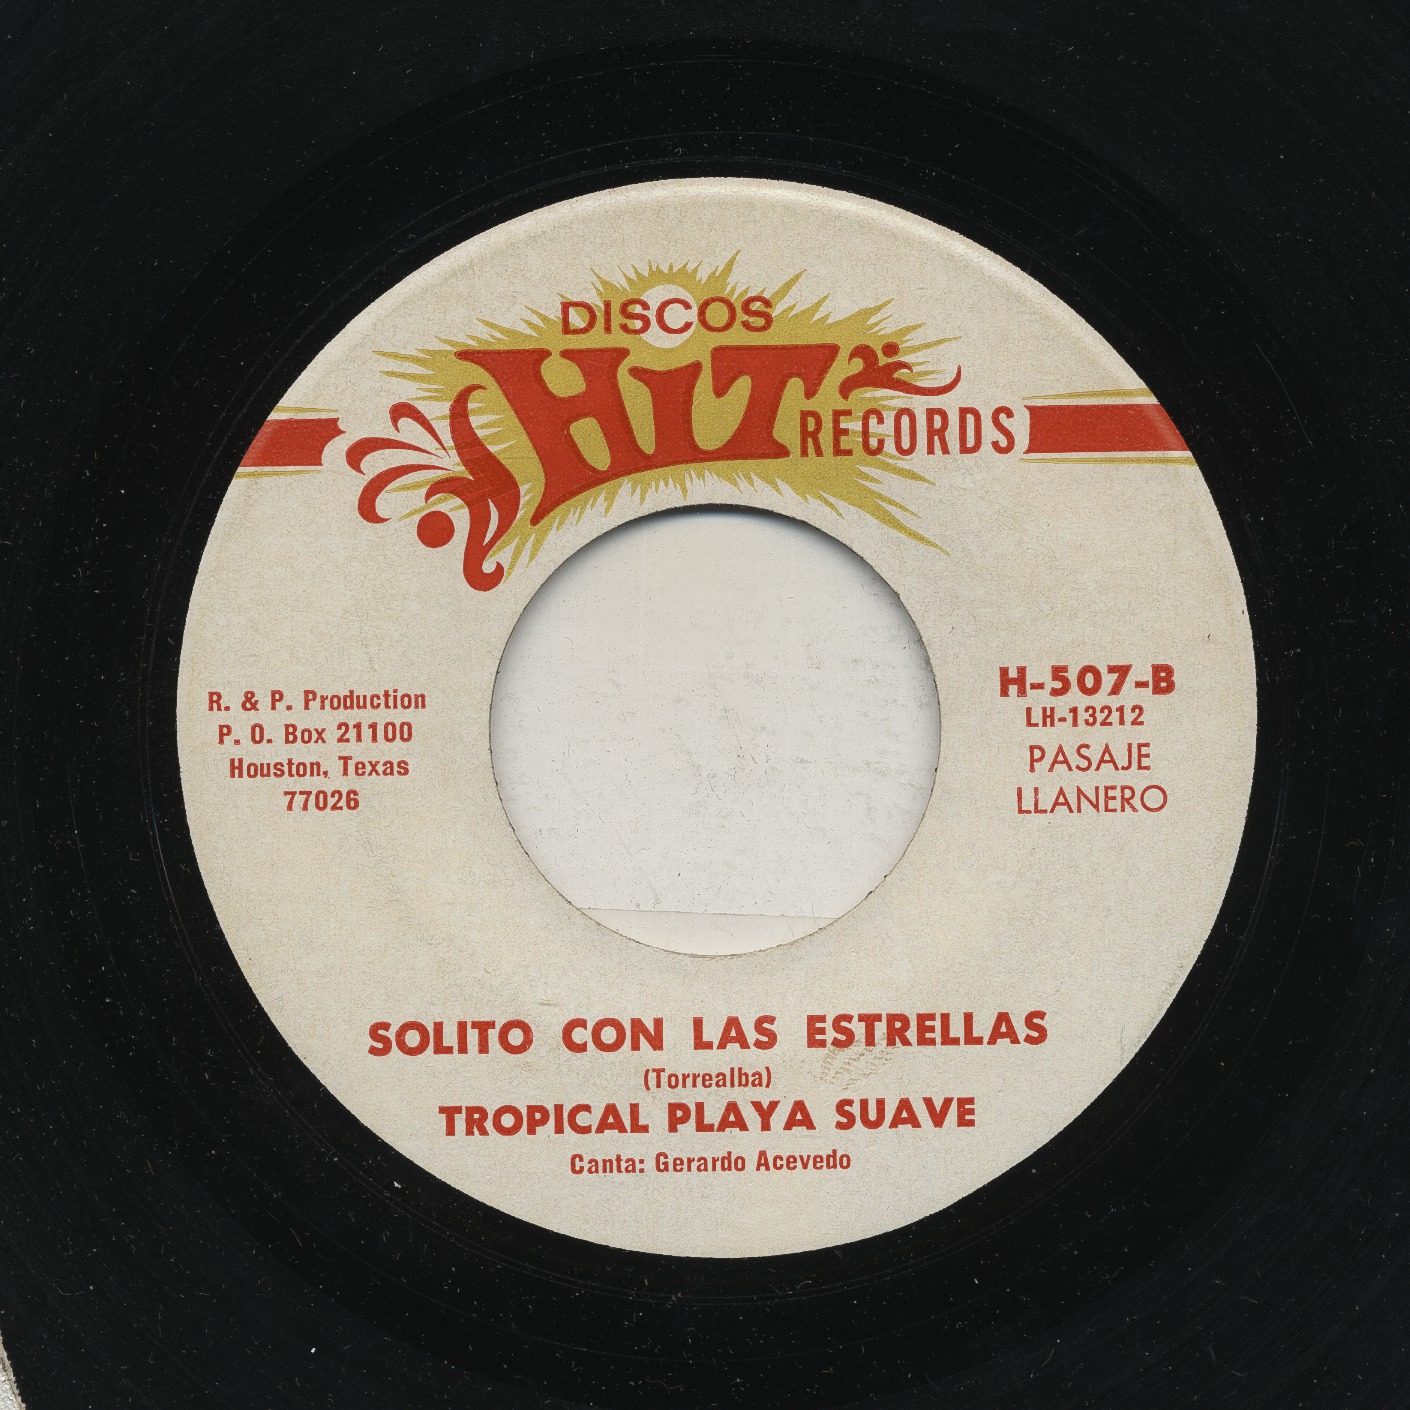 DISCOS
HiT
RECORDS
R. & P. Production
P. O. Box 21100
Houston, Texas
77026
H-507-B
LH-13212
PASAJE
LLANERO
SOLITO CON LAS ESTRELLAS
(Torrealba)
TROPICAL PLAYA SUAVE
Canta: Gerardo Acevedo